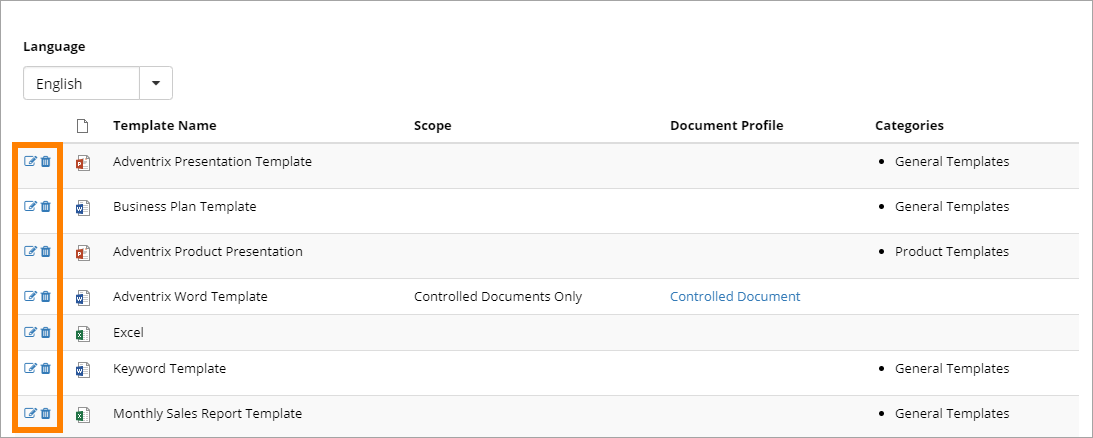 Language
English
Template Name Scope Document Profile Categories
Adventrix Presentation Template • General Templates
Business Plan Template • General Templates
Adventrix Product Presentation • Product Templates
Adventrix Word Template Controlled Documents Only Controlled Document
Excel
Keyword Template • General Templates
Monthly Sales Report Template • General Templates